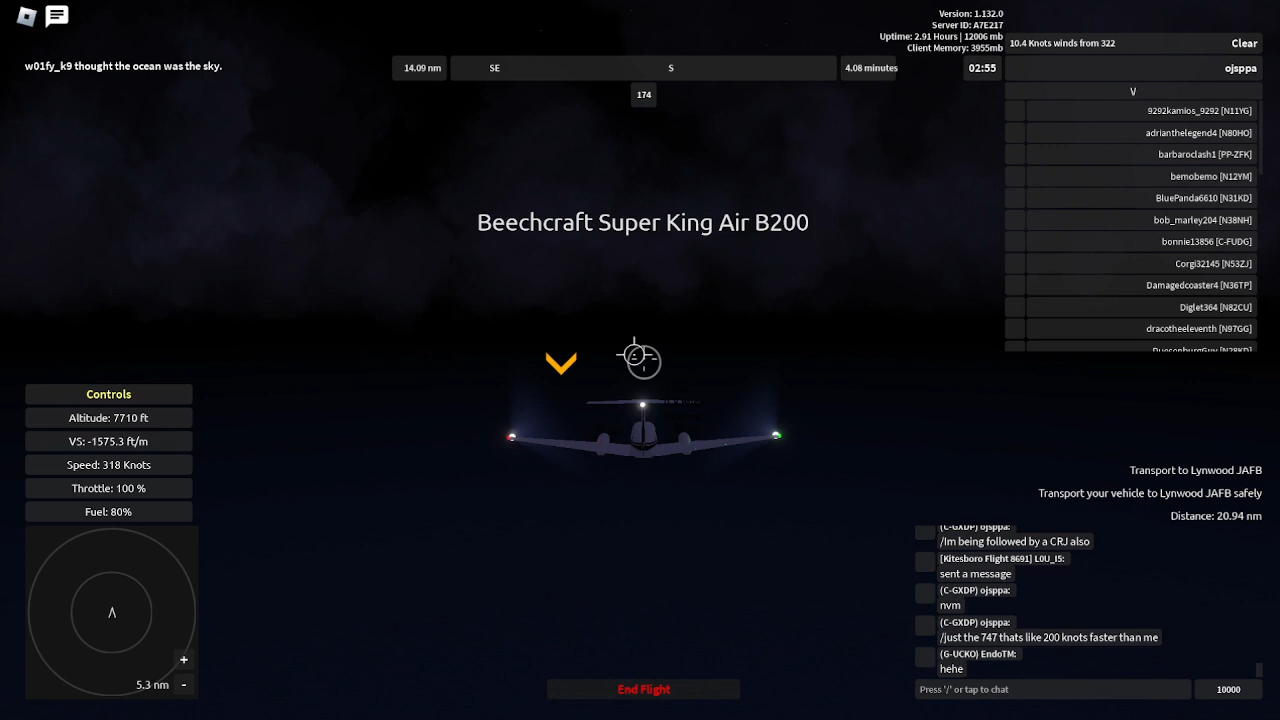 Version: 1.132.0
Server ID: A7E217
Uptime: 2.91 Hours | 12006 mb
Client Memory: 3955mb
10.4 Knots winds from 322
Clear
w01fy_k9 thought the ocean was the sky.
14.09 nm
SE
S
4.08 minutes
02:55
ojsppa
174
V
9292kamios_9292 [N11YG]
adrianthelegend4 [N80HO]
barbaroclash1 [PP-ZFK]
bemobemo [N12YM]
BluePanda6610 [N31KD]
bob_marley204 [N38NH]
bonnie13856 [C-FUDG]
Corgi32145 [N53ZJ]
Damagedcoaster4 [N36TP]
Diglet364 [N82CU]
dracotheeleventh [N97GG]
Beechcraft Super King Air B200
Controls
Altitude: 7710 ft
VS: -1575.3 ft/m
Speed: 318 Knots
Throttle: 100 %
Fuel: 80%
5.3 nm
+
-
Transport to Lynwood JAFB
Transport your vehicle to Lynwood JAFB safely
Distance: 20.94 nm
(C-GXDP) ojsppa:
/Im being followed by a CRJ also
[Kitesboro Flight 8691] L0U_I5:
sent a message
(C-GXDP) ojsppa:
nvm
(C-GXDP) ojsppa:
/just the 747 thats like 200 knots faster than me
(G-UCKO) EndoTM:
hehe
Press '/' or tap to chat
10000
End Flight